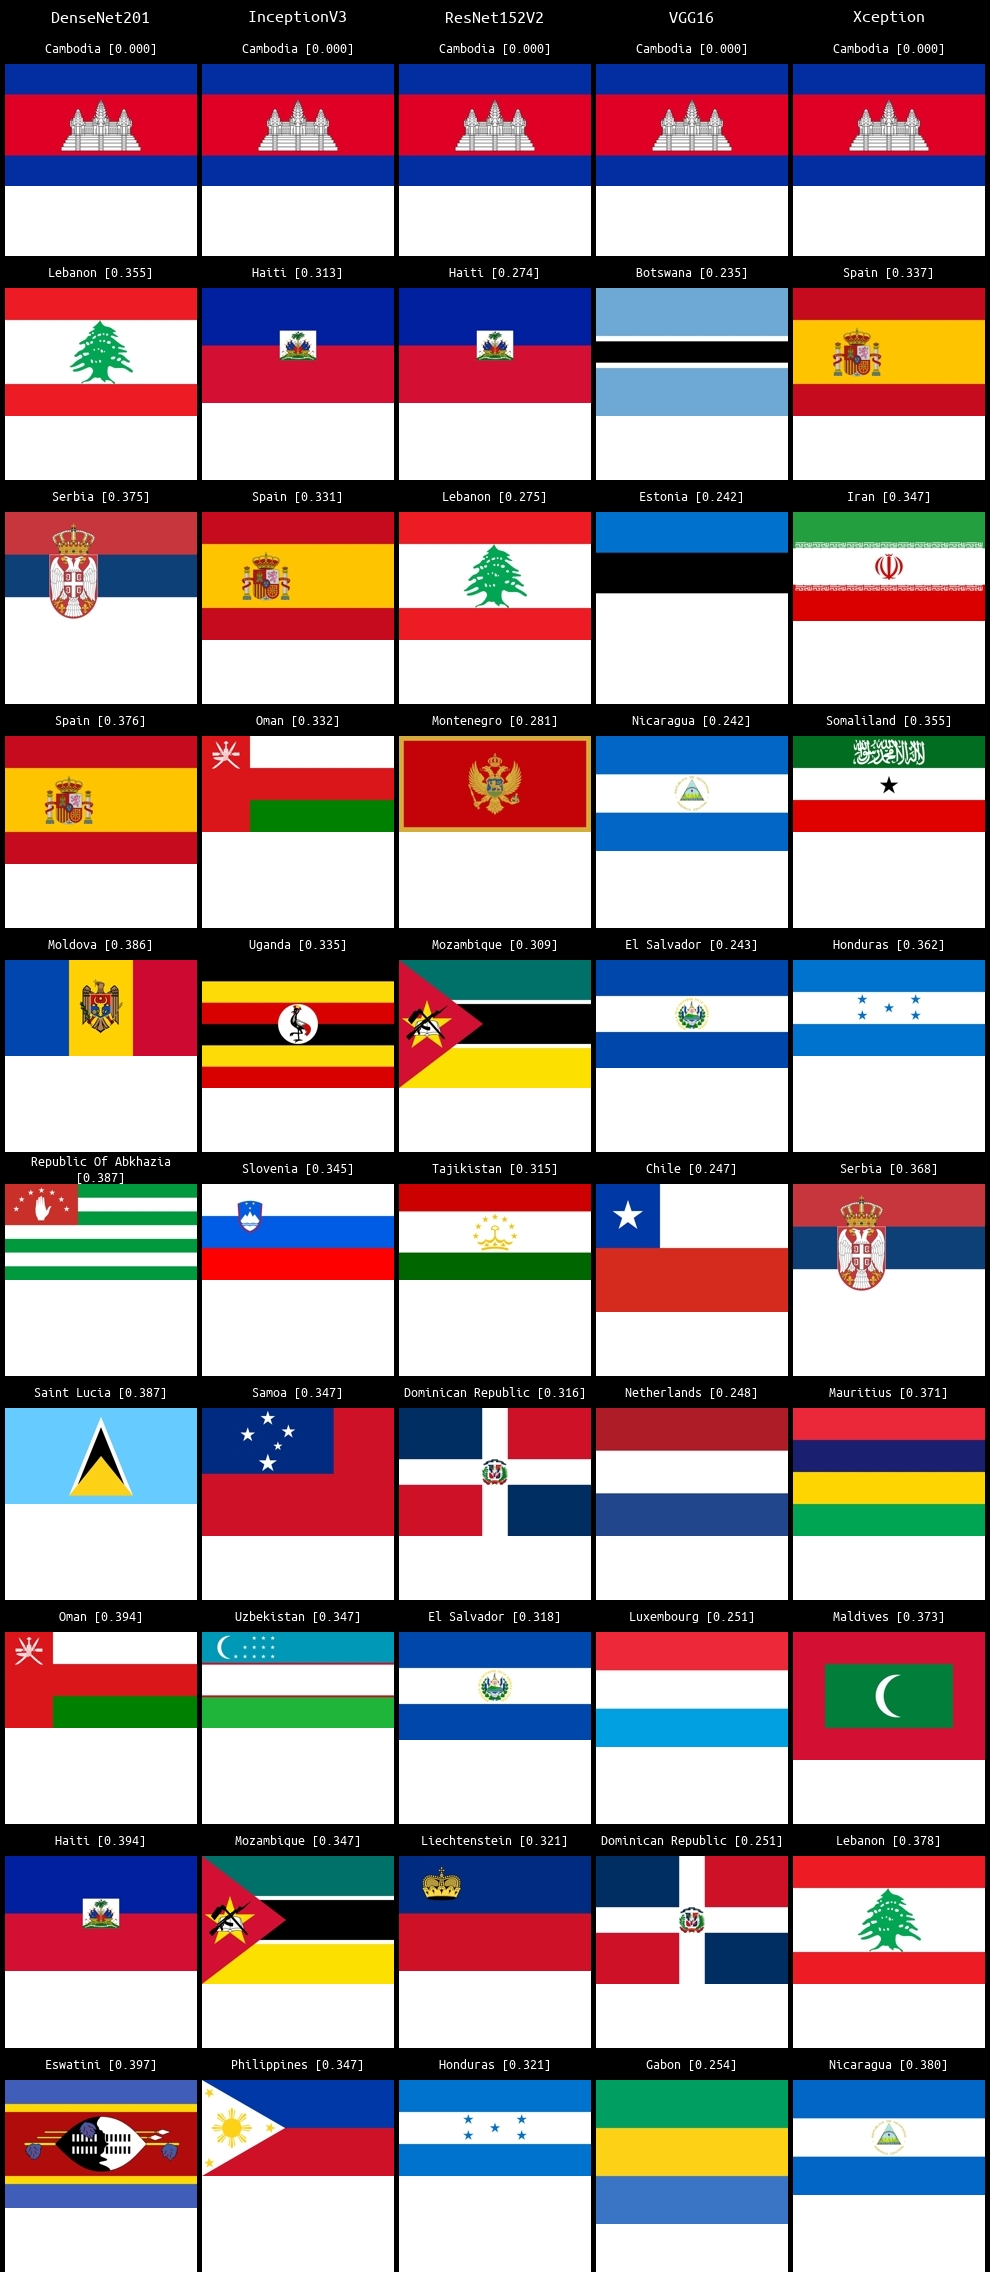 DenseNet201 InceptionV3 ResNet152V2 VGG16 Xception
Cambodia [0.000] Cambodia [0.000] Cambodia [0.000] Cambodia [0.000] Cambodia [0.000]
Lebanon [0.355] Haiti [0.313] Haiti [0.274] Botswana [0.235] Spain [0.337]
Serbia [0.375] Spain [0.331] Lebanon [0.275] Estonia [0.242] Iran [0.347]
Spain [0.376] Oman [0.332] Montenegro [0.281] Nicaragua [0.242] Somaliland [0.355]
Moldova [0.386] Uganda [0.335] Mozambique [0.309] El Salvador [0.243] Honduras [0.362]
Republic Of Abkhazia
[0.387] Slovenia [0.345] Tajikistan [0.315] Chile [0.247] Serbia [0.368]
Saint Lucia [0.387] Samoa [0.347] Dominican Republic [0.316] Netherlands [0.248] Mauritius [0.371]
Oman [0.394] Uzbekistan [0.347] El Salvador [0.318] Luxembourg [0.251] Maldives [0.373]
Haiti [0.394] Mozambique [0.347] Liechtenstein [0.321] Dominican Republic [0.251] Lebanon [0.378]
Eswatini [0.397] Philippines [0.347] Honduras [0.321] Gabon [0.254] Nicaragua [0.380]